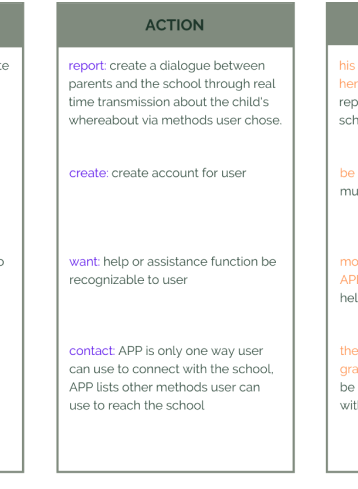 ACTION
te
report: create a dialogue between
parents and the school through real
time transmission about the child's
whereabout via methods user chose.
create: create account for user
o
want: help or assistance function be
recognizable to user
contact: APP is only one way user
can use to connect with the school,
APP lists other methods user can
use to reach the school
his
her
rep
sch
be
mu
mo
API
hel
the
gra
be
wit